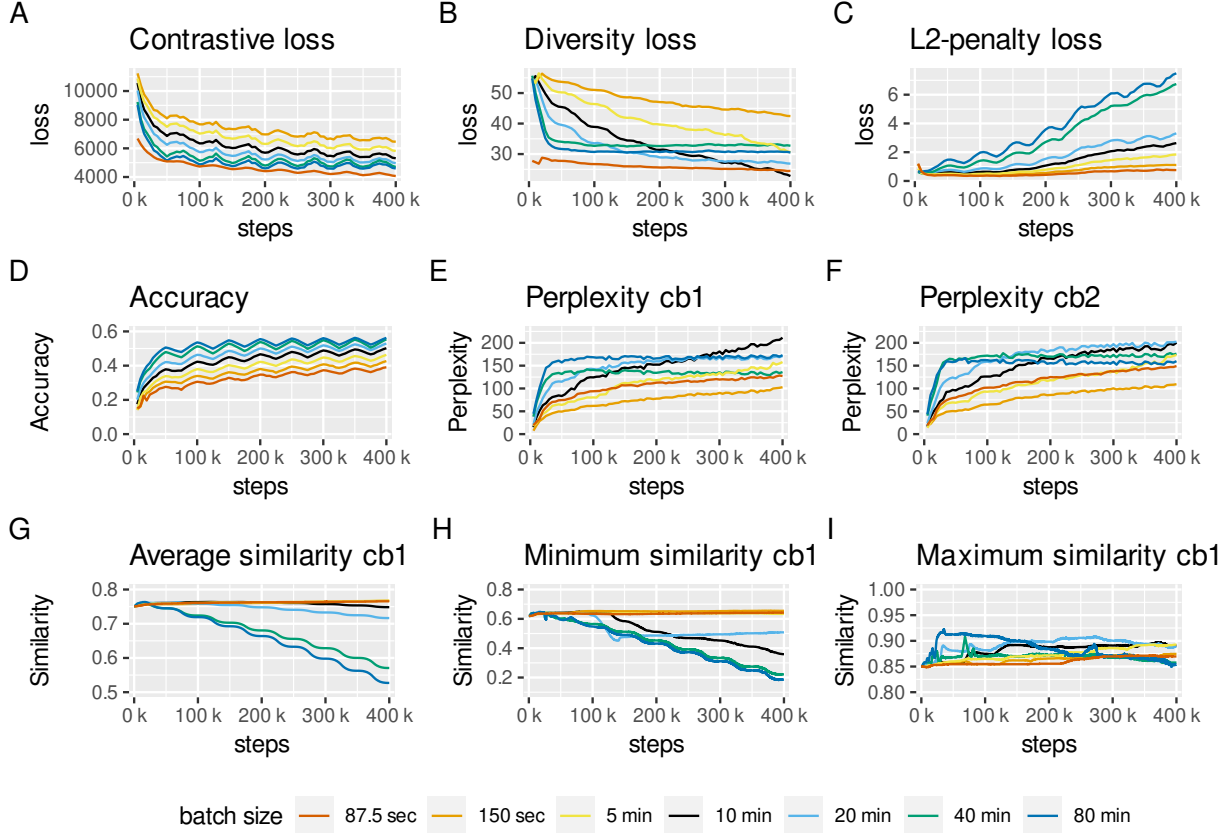 A B C
Contrastive loss Diversity loss L2-penalty loss
loss
10000
8000
6000
4000
0 k 100 k 200 k 300 k 400 k
steps
loss
50
40
30
0 k 100 k 200 k 300 k 400 k
steps
loss
6
4
2
0
0 k 100 k 200 k 300 k 400 k
steps
D E F
Accuracy Perplexity cb1 Perplexity cb2
Accuracy
0.6
0.4
0.2
0.0
0 k 100 k 200 k 300 k 400 k
steps
Perplexity
200
150
100
50
0
0 k 100 k 200 k 300 k 400 k
steps
Perplexity
200
150
100
50
0
0 k 100 k 200 k 300 k 400 k
steps
G H I
Average similarity cb1 Minimum similarity cb1 Maximum similarity cb1
Similarity
0.8
0.7
0.6
0.5
0 k 100 k 200 k 300 k 400 k
steps
Similarity
0.8
0.6
0.4
0.2
0 k 100 k 200 k 300 k 400 k
steps
Similarity
1.00
0.95
0.90
0.85
0.80
0 k 100 k 200 k 300 k 400 k
steps
batch size 87.5 sec 150 sec 5 min 10 min 20 min 40 min 80 min